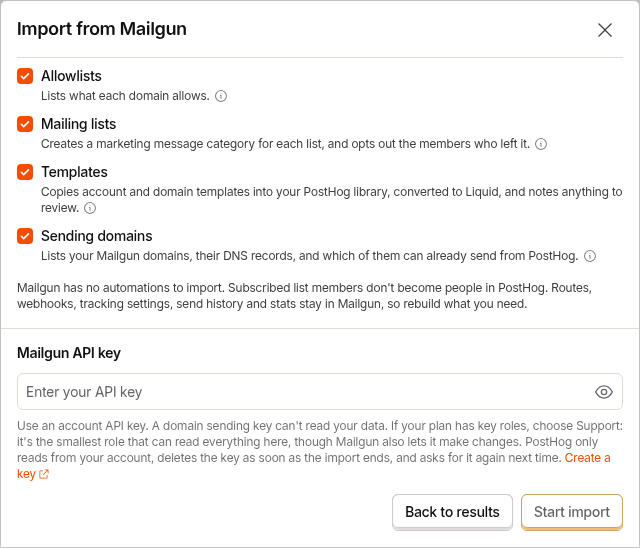 Import from Mailgun
Allowlists
Lists what each domain allows.
Mailing lists
Creates a marketing message category for each list, and opts out the members who left it.
Templates
Copies account and domain templates into your PostHog library, converted to Liquid, and notes anything to
review.
Sending domains
Lists your Mailgun domains, their DNS records, and which of them can already send from PostHog.
Mailgun has no automations to import. Subscribed list members don't become people in PostHog. Routes,
webhooks, tracking settings, send history and stats stay in Mailgun, so rebuild what you need.
Mailgun API key
Enter your API key
Use an account API key. A domain sending key can't read your data. If your plan has key roles, choose Support:
it's the smallest role that can read everything here, though Mailgun also lets it make changes. PostHog only
reads from your account, deletes the key as soon as the import ends, and asks for it again next time. Create a
key
Back to results
Start import